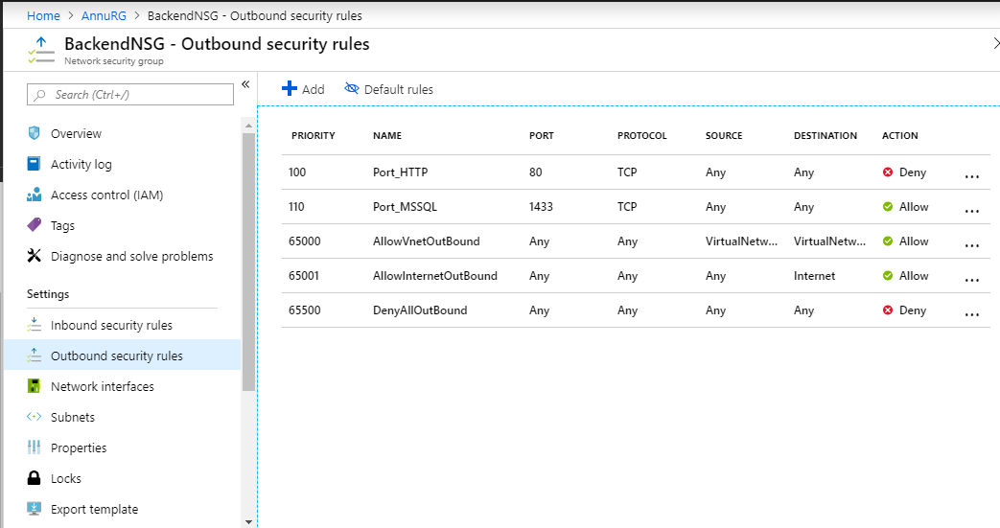 Home > AnnuRG > BackendNSG - Outbound security rules
BackendNSG - Outbound security rules
Network security group
Search (Ctrl+/)
«
Overview
Activity log
Access control (IAM)
Tags
Diagnose and solve problems
Settings
Inbound security rules
Outbound security rules
Network interfaces
Subnets
Properties
Locks
Export template
Add Default rules
PRIORITY NAME PORT PROTOCOL SOURCE DESTINATION ACTION
100 Port_HTTP 80 TCP Any Any Deny ...
110 Port_MSSQL 1433 TCP Any Any Allow ...
65000 AllowVnetOutBound Any Any VirtualNetw... VirtualNetw... Allow ...
65001 AllowInternetOutBound Any Any Any Internet Allow ...
65500 DenyAllOutBound Any Any Any Any Deny ...